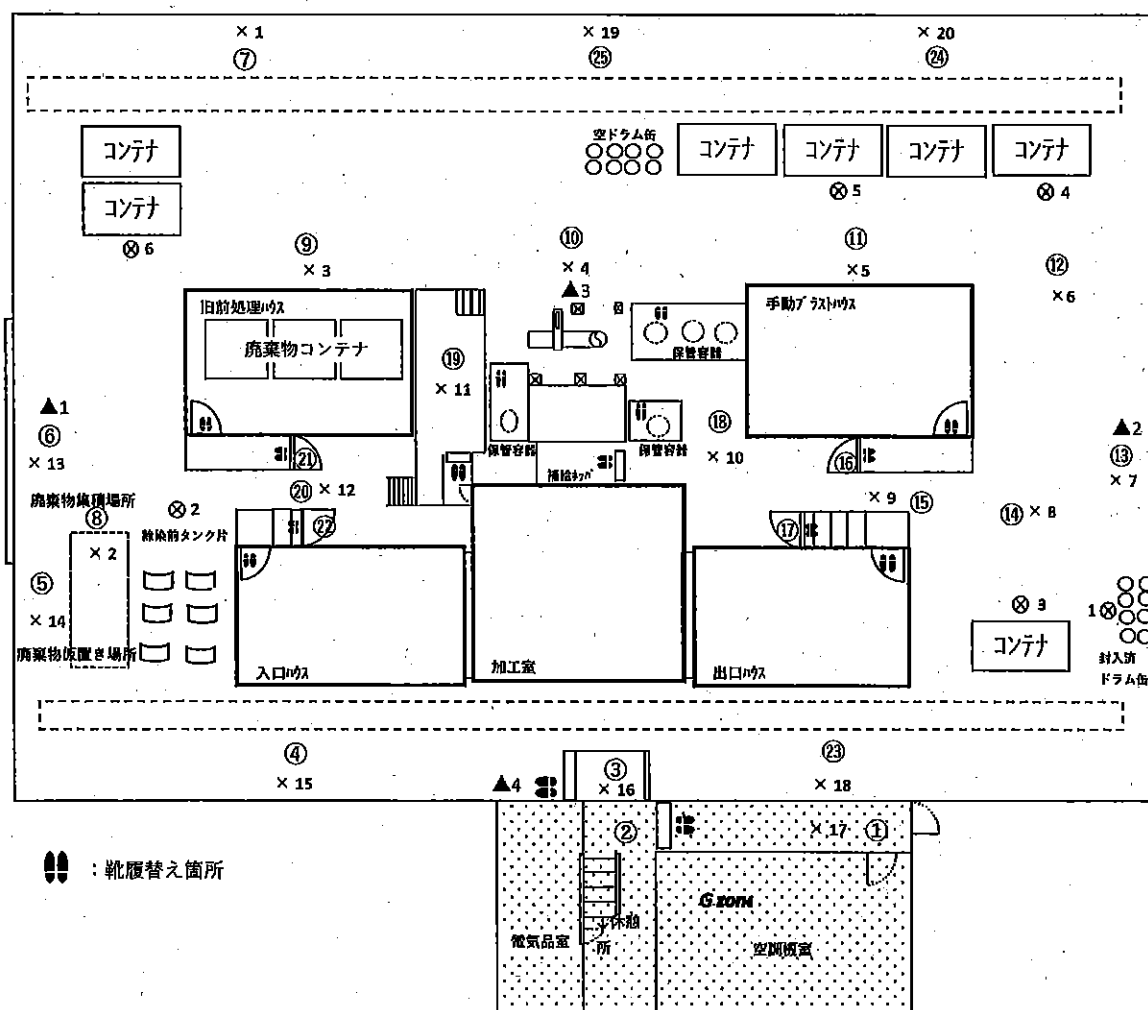 × 1
× 19
× 20
⑦
㉕
㉔
コンテナ
空ドラム缶
コンテナ
コンテナ
コンテナ
コンテナ
コンテナ
⊗ 5
⊗ 4
⊗ 6
⑨
⑩
⑪
⑫
× 3
× 4
× 5
× 6
▲3
旧前処理ハウス
手動ブラストハウス
廃棄物コンテナ
保管容器
⑲
× 11
▲1
⑥
× 13
⑱
× 10
▲2
⑬
× 7
保管容器
保管容器
㉑
⑯
⑳
× 12
補助ﾎｯﾊﾟ
× 9
⑮
廃棄物集積場所
⑧
⊗ 2
除染前タンク片
㉒
⑰
⑭
× 8
× 2
⑤
× 14
⊗ 3
1 ⊗
コンテナ
廃棄物仮置き場所
入口ハウス
加工室
出口ハウス
封入済
ドラム缶
④
㉓
× 15
▲4
③
× 16
× 18
②
× 17
①
：靴履替え箇所
G zone
休憩
所
電気品室
空調機室